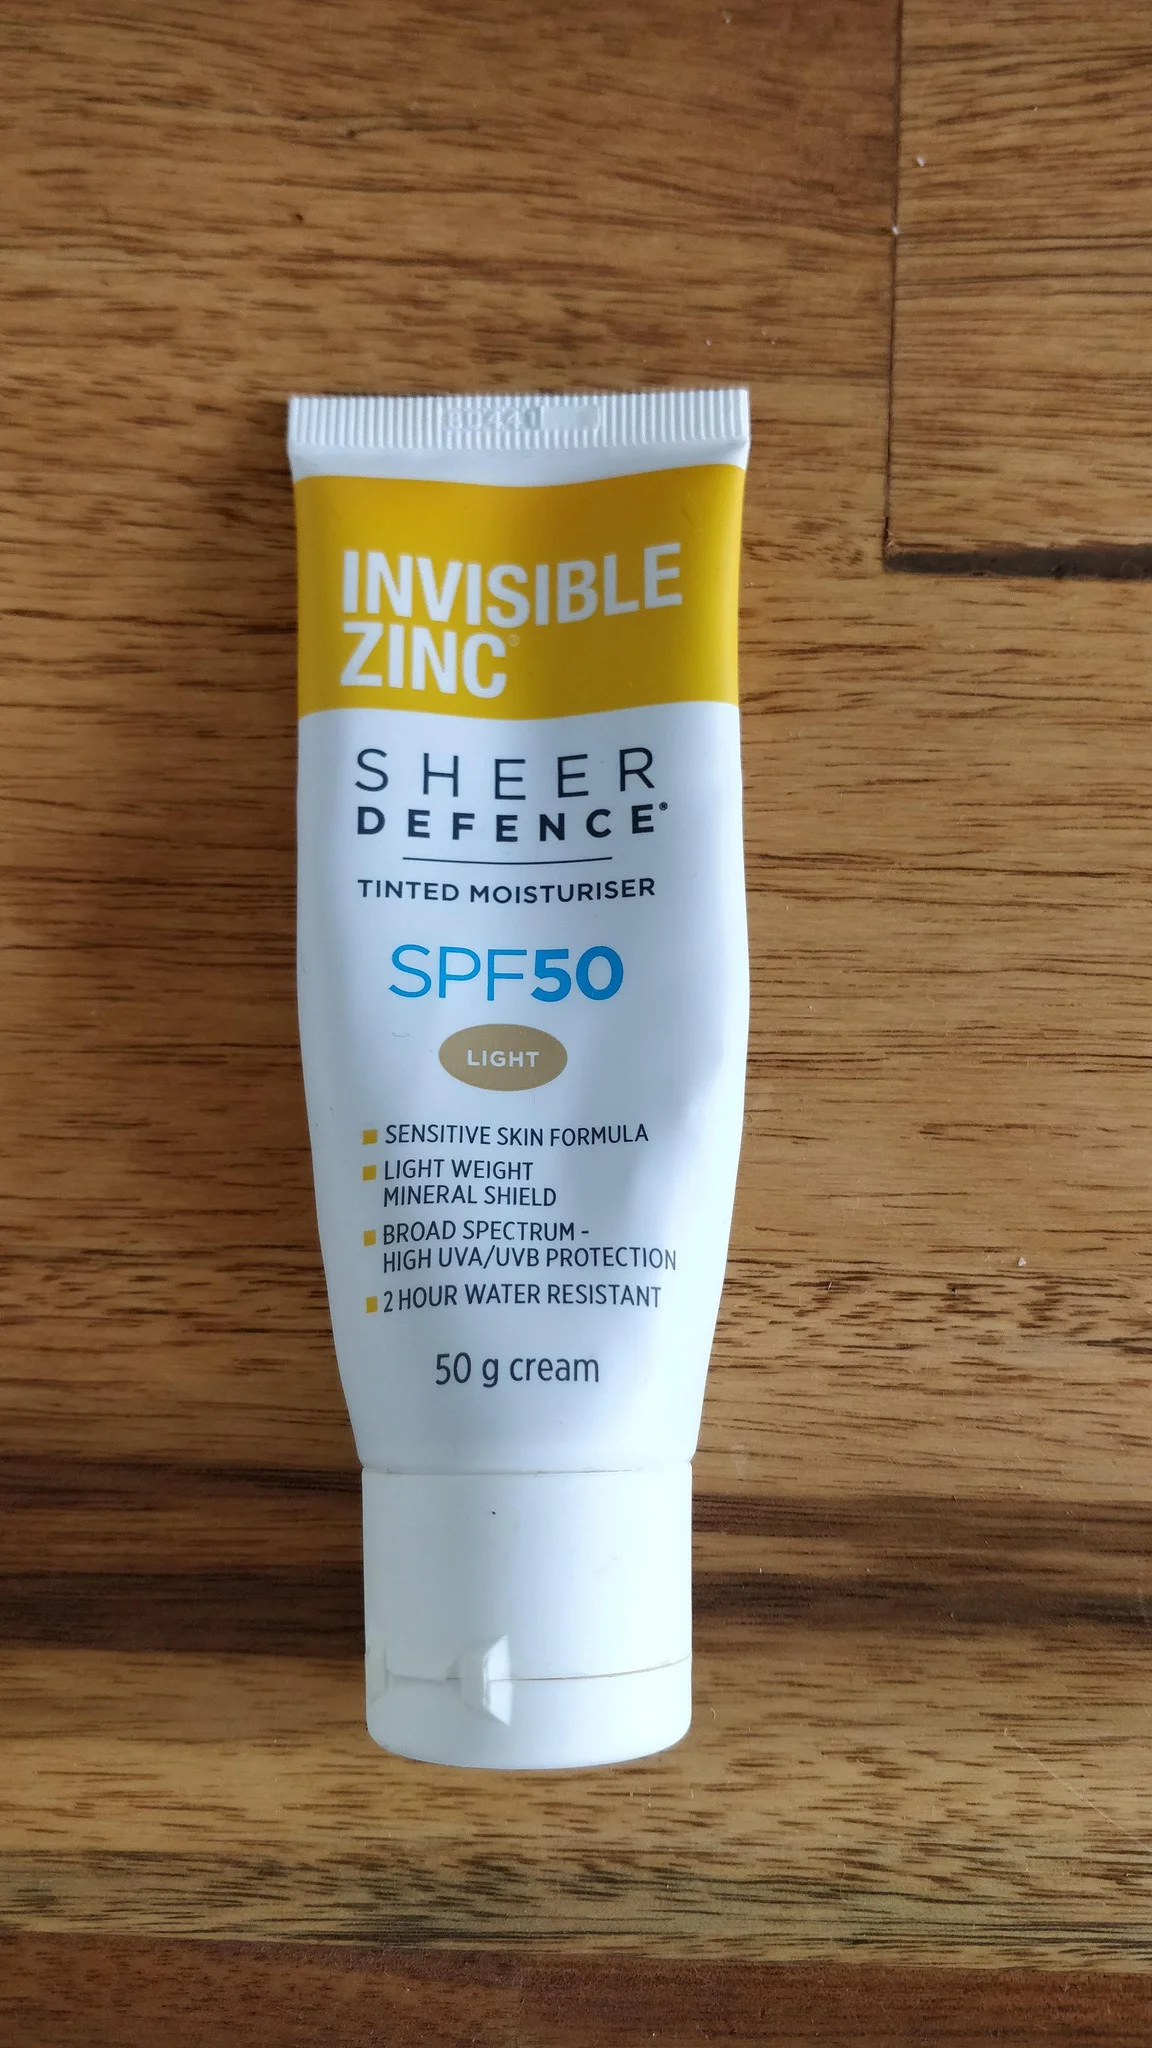 80441
INVISIBLE
ZINC®
SHEER
DEFENCE®
TINTED MOISTURISER
SPF50
LIGHT
SENSITIVE SKIN FORMULA
LIGHT WEIGHT
MINERAL SHIELD
BROAD SPECTRUM -
HIGH UVA/UVB PROTECTION
2 HOUR WATER RESISTANT
50 g cream